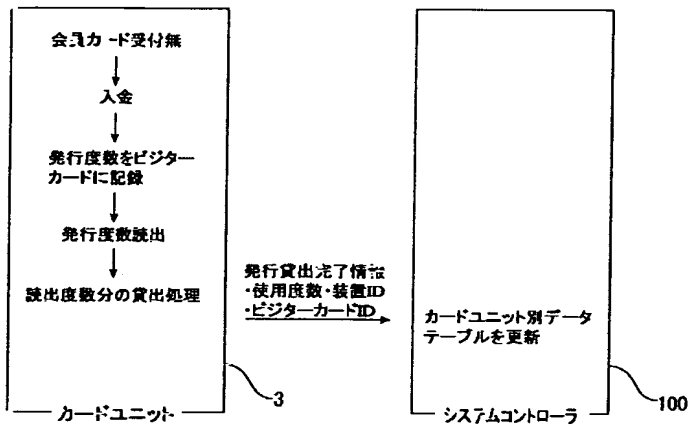 会員カード受付無
入金
発行度数をビジター
カードに記録
発行度数読出
読出度数分の貸出処理
発行貸出完了情報
・使用度数・装置ID
・ビジターカードID
カードユニット別データ
テーブルを更新
3
100
カードユニット
システムコントローラ